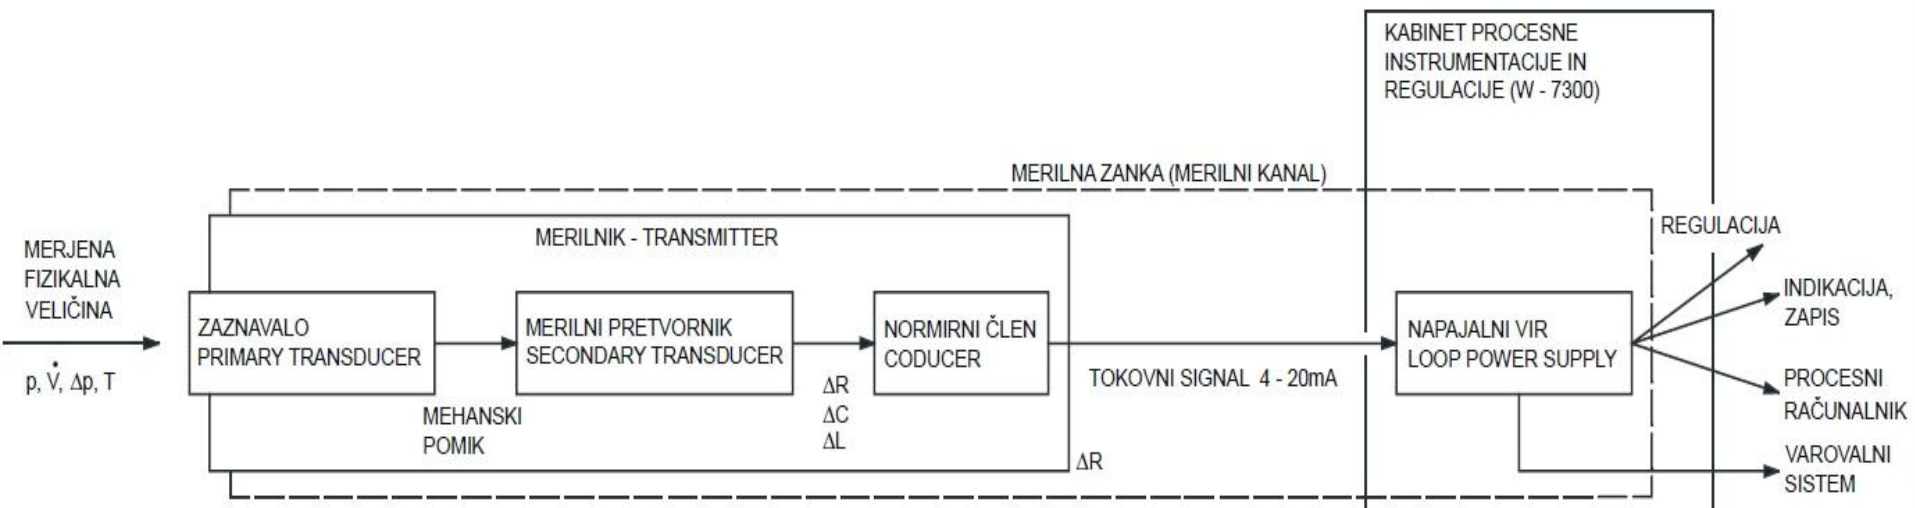 KABINET PROCESNE
INSTRUMENTACIJE IN
REGULACIJE (W - 7300)
MERILNA ZANKA (MERILNI KANAL)
MERJENA
FIZIKALNA
VELIČINA
p, V̇, Δp, T
MERILNIK - TRANSMITTER
ZAZNAVALO
PRIMARY TRANSDUCER
MEHANSKI
POMIK
MERILNI PRETVORNIK
SECONDARY TRANSDUCER
ΔR
ΔC
ΔL
NORMIRNI ČLEN
CODUCER
ΔR
TOKOVNI SIGNAL 4 - 20mA
NAPAJALNI VIR
LOOP POWER SUPPLY
REGULACIJA
INDIKACIJA,
ZAPIS
PROCESNI
RAČUNALNIK
VAROVALNI
SISTEM